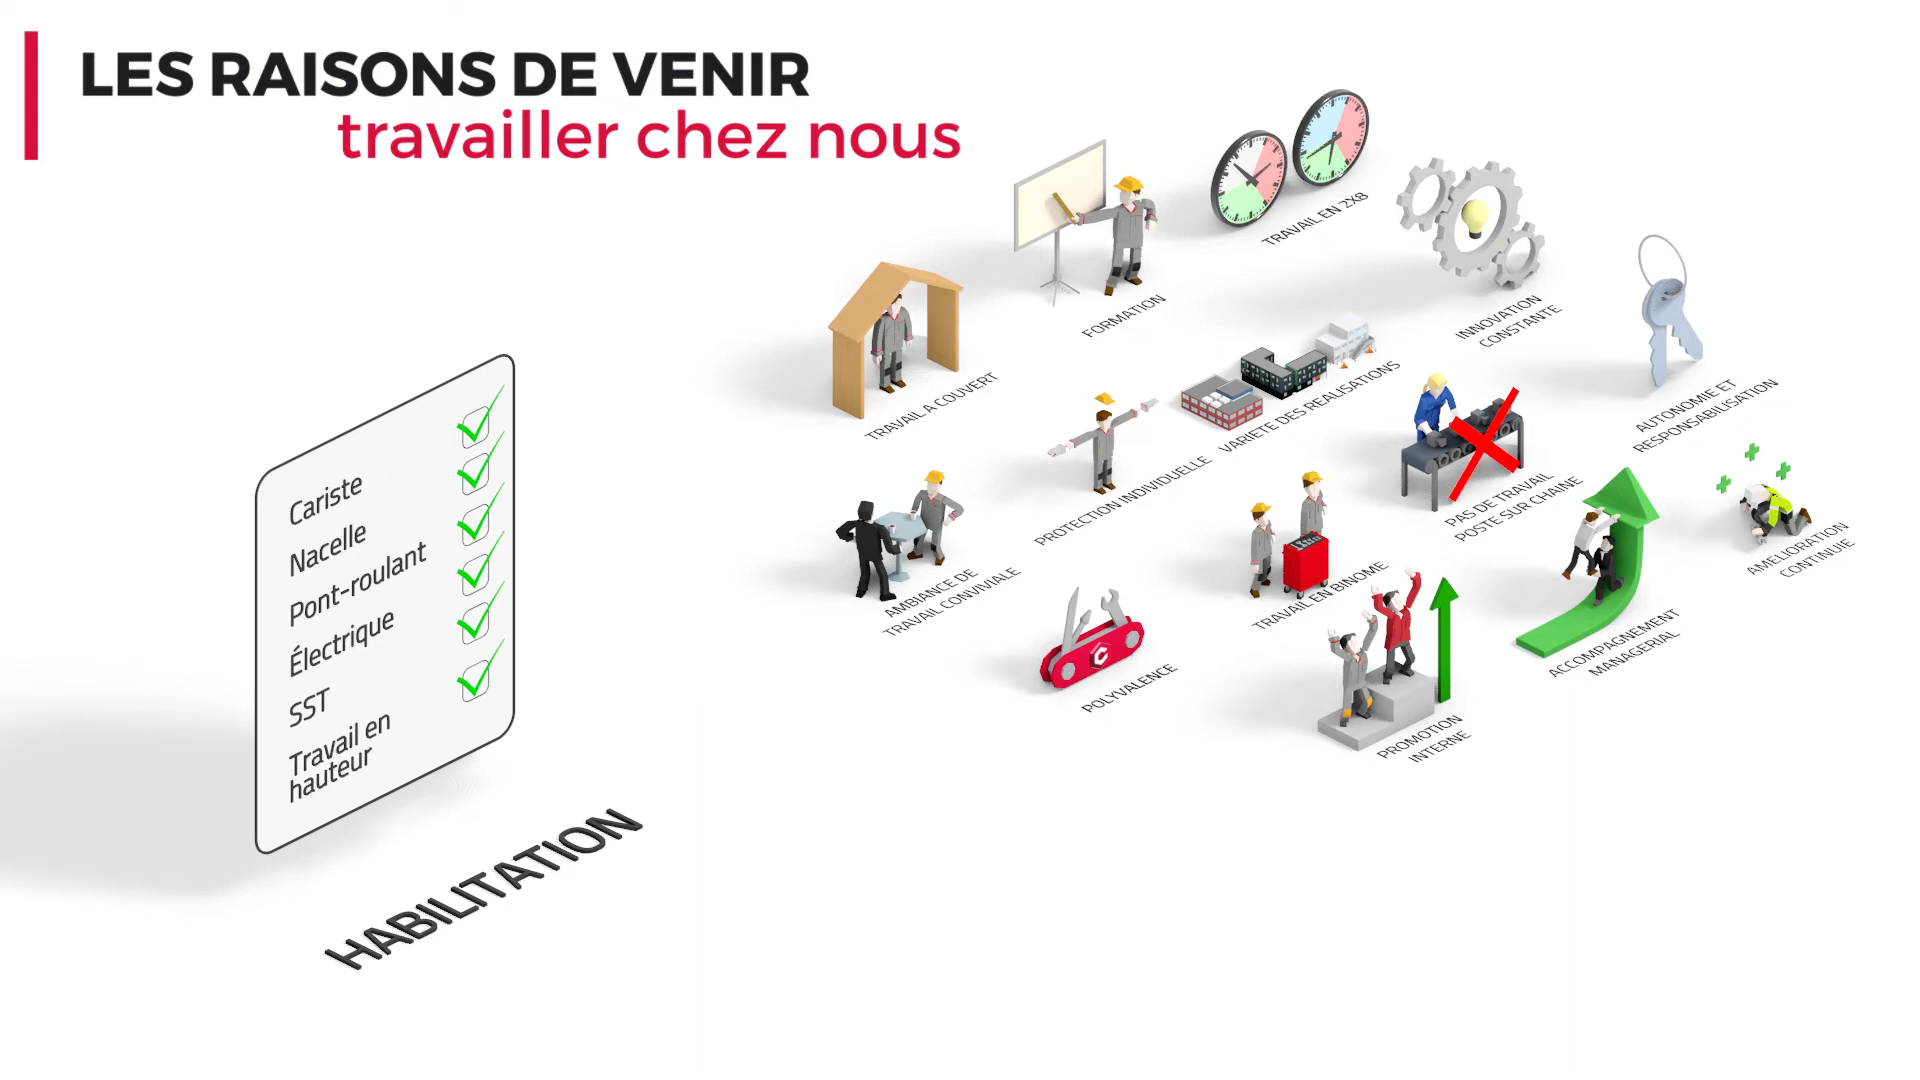 LES RAISONS DE VENIR
travailler chez nous
Cariste
Nacelle
Pont-roulant
Électrique
SST
Travail en
hauteur
HABILITATION
TRAVAIL EN 2X8
FORMATION
INNOVATION
CONSTANTE
TRAVAIL A COUVERT
VARIETE DES REALISATIONS
AUTONOMIE ET
RESPONSABILISATION
PROTECTION INDIVIDUELLE
PAS DE TRAVAIL
POSTE SUR CHAINE
AMBIANCE DE
TRAVAIL CONVIVIALE
TRAVAIL EN BINOME
AMELIORATION
CONTINUIE
POLYVALENCE
ACCOMPAGNEMENT
MANAGERIAL
PROMOTION
INTERNE